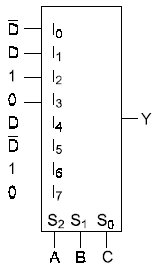 D̅ I₀
D I₁
1 I₂
0 I₃
Y
D I₄
D̅ I₅
1 I₆
0 I₇
S₂ S₁ S₀
A B C